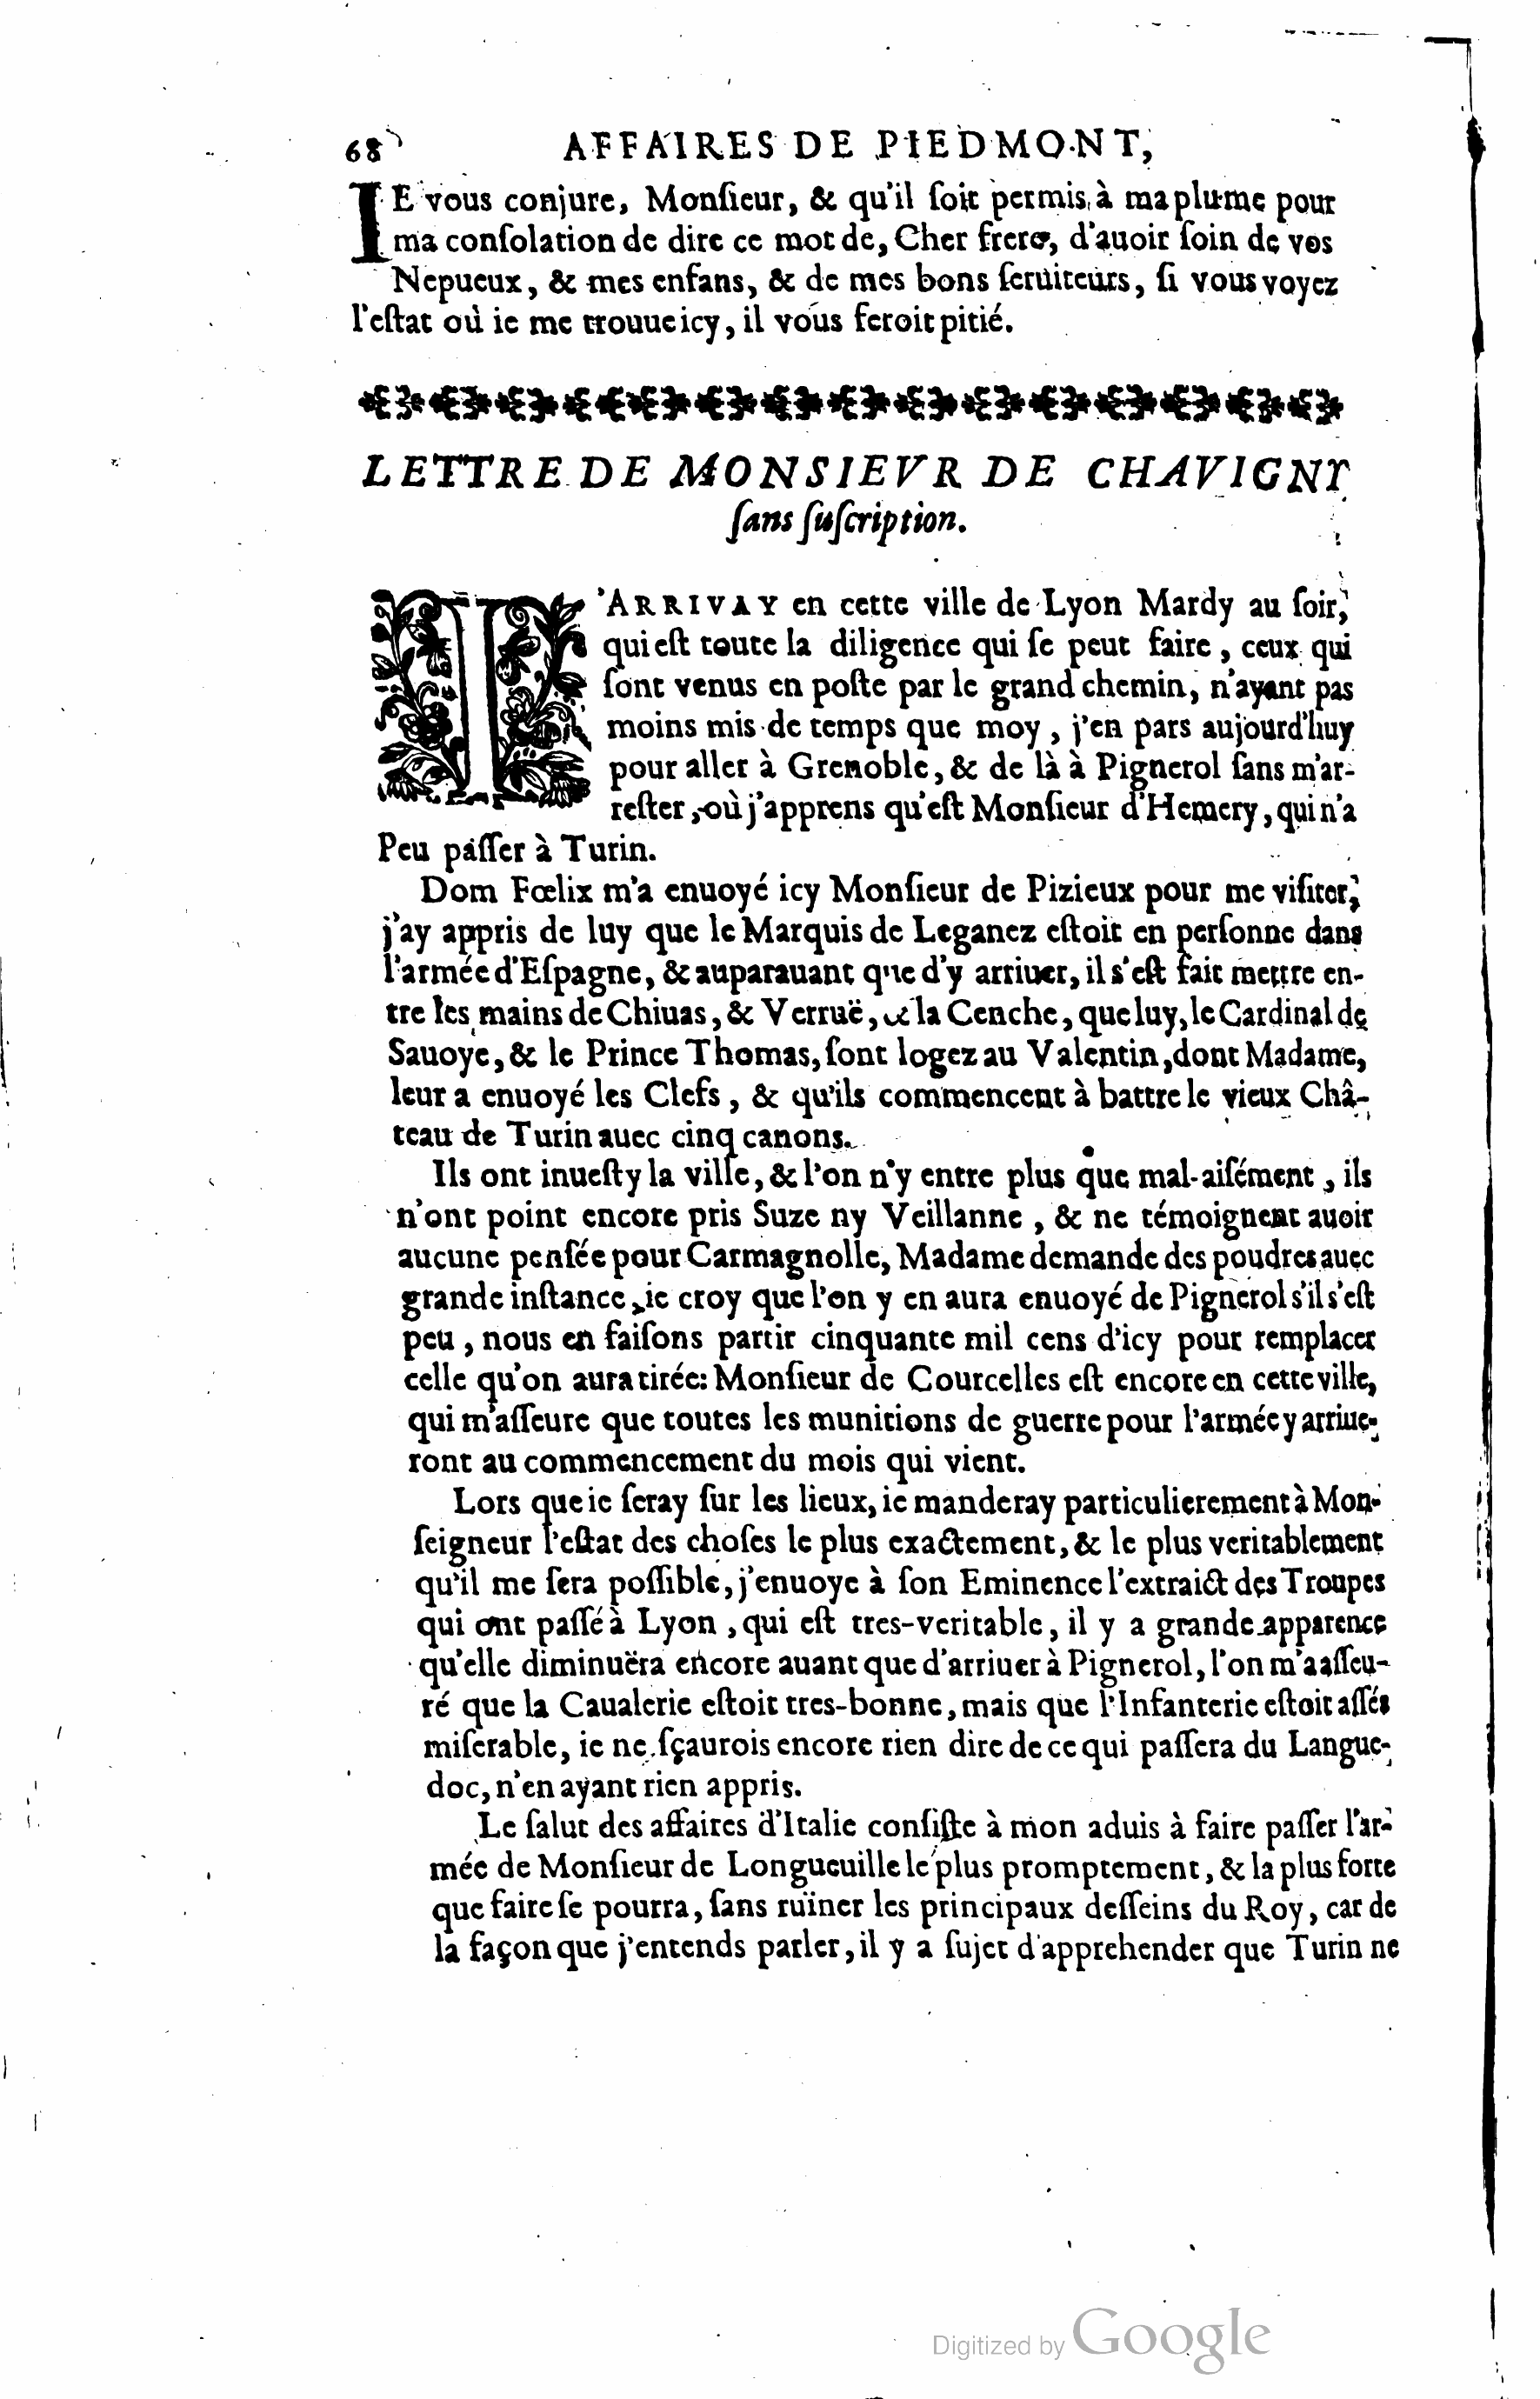 68 AFFAIRES DE PIEDMONT,
IE vous conjure, Monſieur, & qu'il ſoit permis à ma plume pour
ma conſolation de dire ce mot de, Cher frere, d'auoir ſoin de vos
Nepueux, & mes enfans, & de mes bons ſeruiteurs, ſi vous voyez
l'eſtat où ie me trouue icy, il vous feroit pitié.
LETTRE DE MONSIEVR DE CHAVIGNY
ſans ſuſcription.
I'ARRIVAY en cette ville de Lyon Mardy au ſoir,
qui eſt toute la diligence qui ſe peut faire, ceux qui
ſont venus en poſte par le grand chemin, n'ayant pas
moins mis de temps que moy, j'en pars aujourd'huy
pour aller à Grenoble, & de là à Pignerol ſans m'ar-
reſter, où j'apprens qu'eſt Monſieur d'Hemery, qui n'a
Peu paſſer à Turin.
Dom Fœlix m'a enuoyé icy Monſieur de Pizieux pour me viſiter,
j'ay appris de luy que le Marquis de Leganez eſtoit en perſonne dans
l'armée d'Eſpagne, & auparauant que d'y arriuer, il s'eſt fait mettre en-
tre les mains de Chiuas, & Verruë, & la Cenche, que luy, le Cardinal de
Sauoye, & le Prince Thomas, ſont logez au Valentin, dont Madame,
leur a enuoyé les Clefs, & qu'ils commencent à battre le vieux Châ-
teau de Turin auec cinq canons.
Ils ont inueſty la ville, & l'on n'y entre plus que mal-aiſément, ils
n'ont point encore pris Suze ny Veillanne, & ne témoignent auoir
aucune penſée pour Carmagnolle, Madame demande des poudres auec
grande inſtance, ie croy que l'on y en aura enuoyé de Pignerol s'il s'eſt
peu, nous en faiſons partir cinquante mil cens d'icy pour remplacer
celle qu'on aura tirée: Monſieur de Courcelles eſt encore en cette ville,
qui m'aſſeure que toutes les munitions de guerre pour l'armée y arriue-
ront au commencement du mois qui vient.
Lors que ie ſeray ſur les lieux, ie manderay particulierement à Mon-
ſeigneur l'eſtat des choſes le plus exactement, & le plus veritablement
qu'il me ſera poſſible, j'enuoye à ſon Eminence l'extraict des Troupes
qui ont paſſé à Lyon, qui eſt tres-veritable, il y a grande apparence
qu'elle diminuëra encore auant que d'arriuer à Pignerol, l'on m'a aſſeu-
ré que la Caualerie eſtoit tres-bonne, mais que l'Infanterie eſtoit aſſés
miſerable, ie ne ſçaurois encore rien dire de ce qui paſſera du Langue-
doc, n'en ayant rien appris.
Le ſalut des affaires d'Italie conſiſte à mon aduis à faire paſſer l'ar-
mée de Monſieur de Longueuille le plus promptement, & la plus forte
que faire ſe pourra, ſans ruïner les principaux deſſeins du Roy, car de
la façon que j'entends parler, il y a ſujet d'apprehender que Turin ne
Digitized by Google